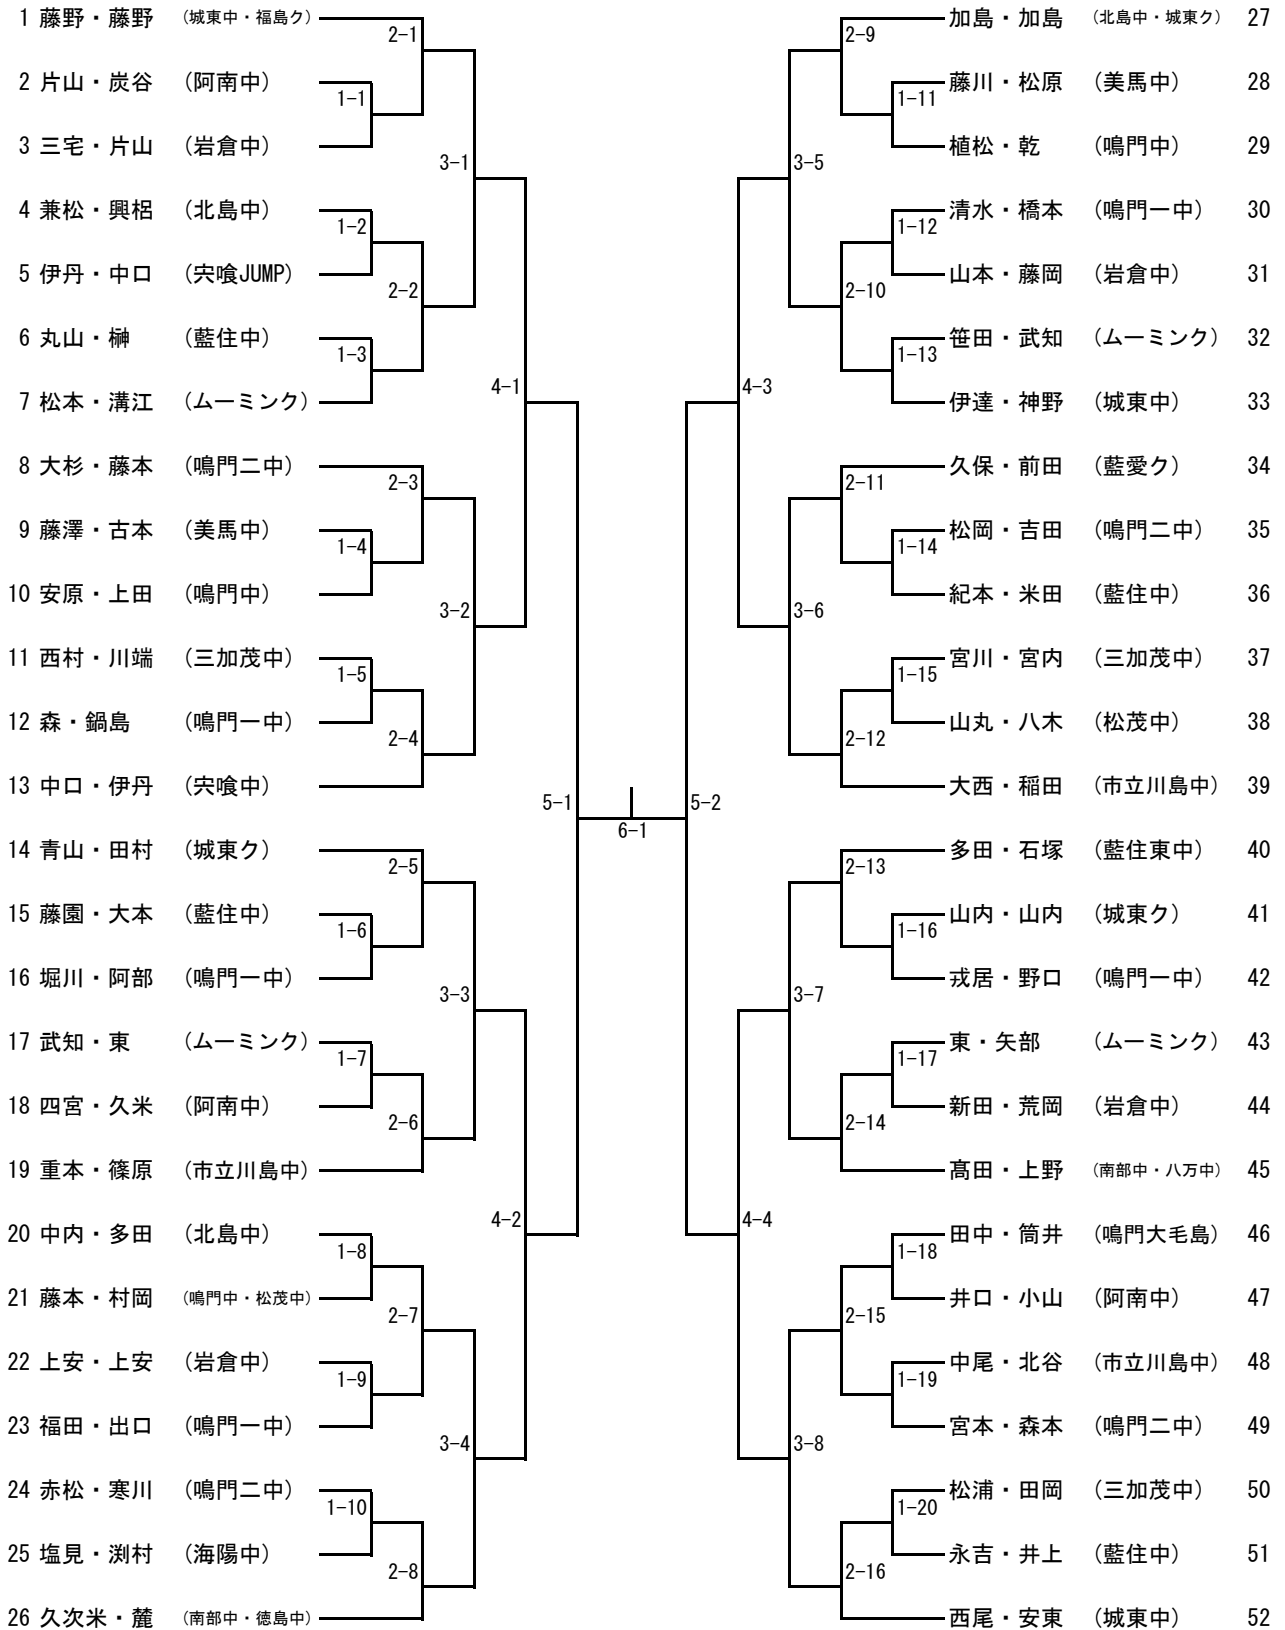 1 藤野・藤野 (城東中・福島ク)
2-1
2 片山・炭谷 (阿南中)
1-1
3 三宅・片山 (岩倉中)
3-1
4 兼松・興梠 (北島中)
1-2
5 伊丹・中口 (宍喰JUMP)
2-2
6 丸山・榊 (藍住中)
1-3
7 松本・溝江 (ムーミンク)
4-1
8 大杉・藤本 (鳴門二中)
2-3
9 藤澤・古本 (美馬中)
1-4
10 安原・上田 (鳴門中)
3-2
11 西村・川端 (三加茂中)
1-5
12 森・鍋島 (鳴門一中)
2-4
13 中口・伊丹 (宍喰中)
5-1
14 青山・田村 (城東ク)
2-5
15 藤園・大本 (藍住中)
1-6
16 堀川・阿部 (鳴門一中)
3-3
17 武知・東 (ムーミンク)
1-7
18 四宮・久米 (阿南中)
2-6
19 重本・篠原 (市立川島中)
4-2
20 中内・多田 (北島中)
1-8
21 藤本・村岡 (鳴門中・松茂中)
2-7
22 上安・上安 (岩倉中)
1-9
23 福田・出口 (鳴門一中)
3-4
24 赤松・寒川 (鳴門二中)
1-10
25 塩見・渕村 (海陽中)
2-8
26 久次米・麓 (南部中・徳島中)
6-1
加島・加島 (北島中・城東ク) 27
2-9
藤川・松原 (美馬中) 28
1-11
植松・乾 (鳴門中) 29
3-5
清水・橋本 (鳴門一中) 30
1-12
山本・藤岡 (岩倉中) 31
2-10
笹田・武知 (ムーミンク) 32
1-13
伊達・神野 (城東中) 33
4-3
久保・前田 (藍愛ク) 34
2-11
松岡・吉田 (鳴門二中) 35
1-14
紀本・米田 (藍住中) 36
3-6
宮川・宮内 (三加茂中) 37
1-15
山丸・八木 (松茂中) 38
2-12
大西・稲田 (市立川島中) 39
5-2
多田・石塚 (藍住東中) 40
2-13
山内・山内 (城東ク) 41
1-16
戎居・野口 (鳴門一中) 42
3-7
東・矢部 (ムーミンク) 43
1-17
新田・荒岡 (岩倉中) 44
2-14
髙田・上野 (南部中・八万中) 45
4-4
田中・筒井 (鳴門大毛島) 46
1-18
井口・小山 (阿南中) 47
2-15
中尾・北谷 (市立川島中) 48
1-19
宮本・森本 (鳴門二中) 49
3-8
松浦・田岡 (三加茂中) 50
1-20
永吉・井上 (藍住中) 51
2-16
西尾・安東 (城東中) 52